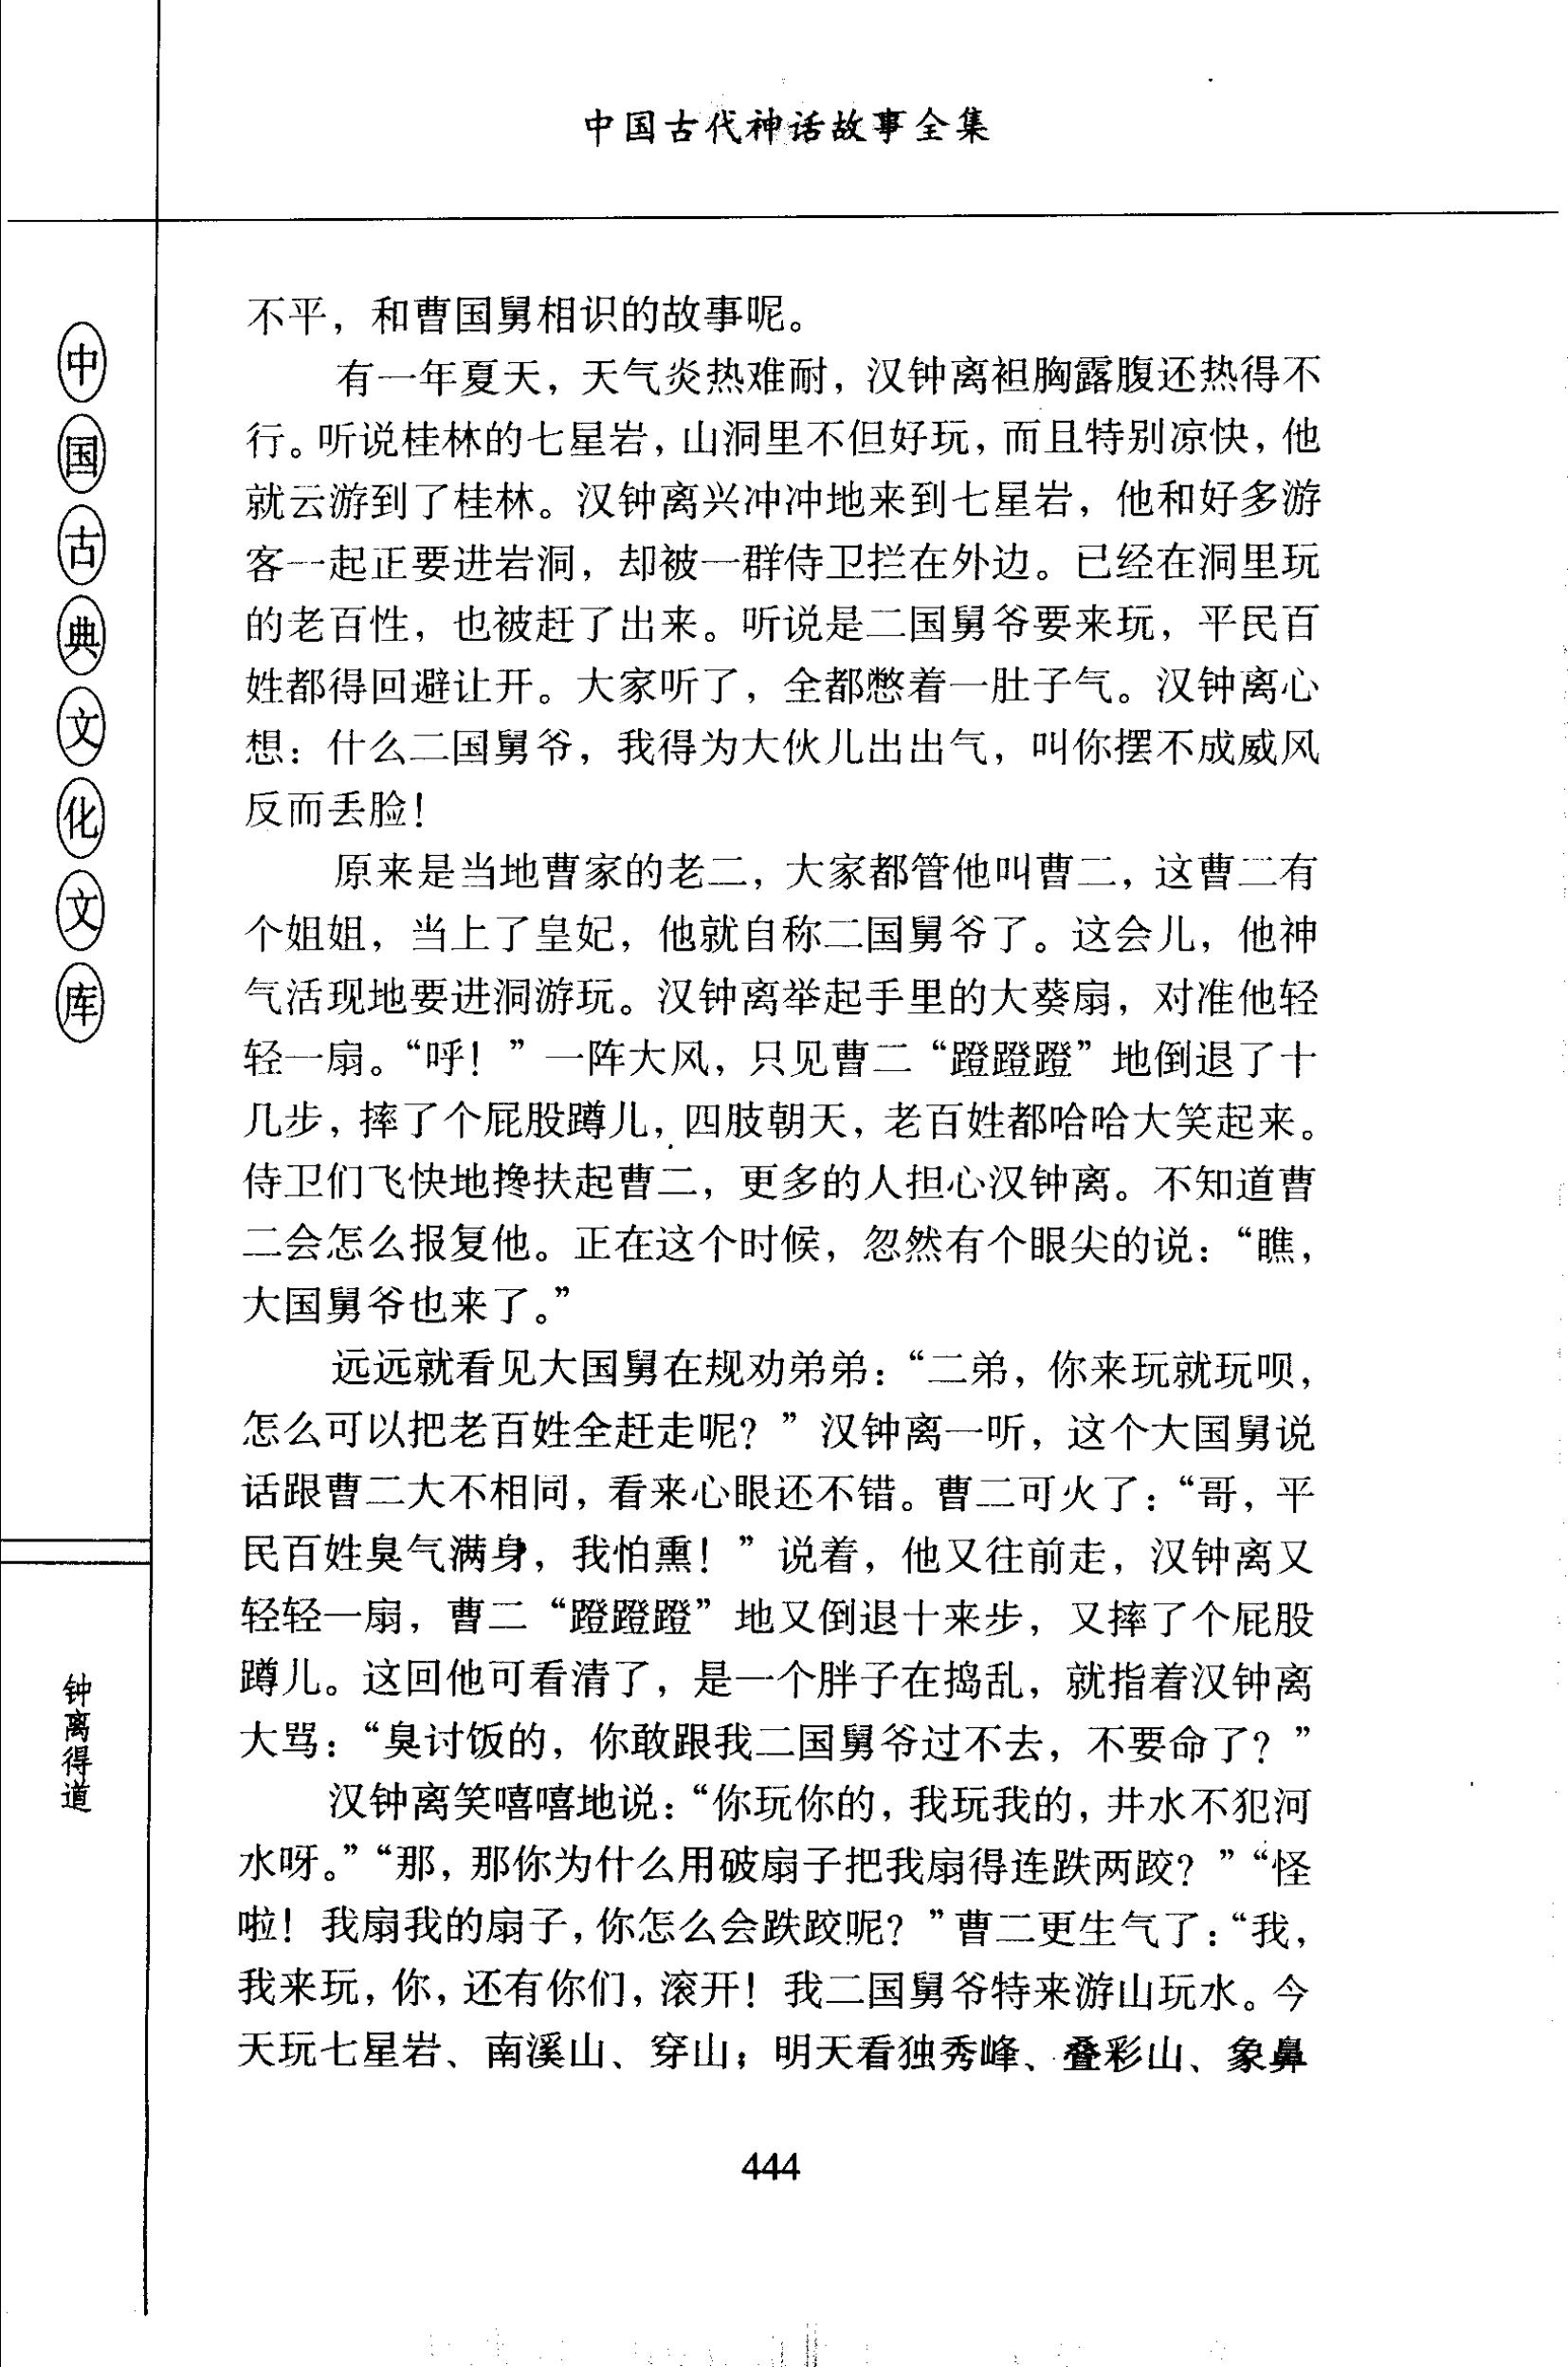 中国古代神话故事全集
中国古典文化文库
钟离得道
不平，和曹国舅相识的故事呢。
有一年夏天，天气炎热难耐，汉钟离袒胸露腹还热得不
行。听说桂林的七星岩，山洞里不但好玩，而且特别凉快，他
就云游到了桂林。汉钟离兴冲冲地来到七星岩，他和好多游
客一起正要进岩洞，却被一群侍卫拦在外边。已经在洞里玩
的老百性，也被赶了出来。听说是二国舅爷要来玩，平民百
姓都得回避让开。大家听了，全都憋着一肚子气。汉钟离心
想：什么二国舅爷，我得为大伙儿出出气，叫你摆不成威风
反而丢脸！
原来是当地曹家的老二，大家都管他叫曹二，这曹二有
个姐姐，当上了皇妃，他就自称二国舅爷了。这会儿，他神
气活现地要进洞游玩。汉钟离举起手里的大葵扇，对准他轻
轻一扇。“呼！”一阵大风，只见曹二“蹬蹬蹬”地倒退了十
几步，摔了个屁股蹲儿，四肢朝天，老百姓都哈哈大笑起来。
侍卫们飞快地搀扶起曹二，更多的人担心汉钟离。不知道曹
二会怎么报复他。正在这个时候，忽然有个眼尖的说：“瞧，
大国舅爷也来了。”
远远就看见大国舅在规劝弟弟：“二弟，你来玩就玩呗，
怎么可以把老百姓全赶走呢？”汉钟离一听，这个大国舅说
话跟曹二大不相同，看来心眼还不错。曹二可火了：“哥，平
民百姓臭气满身，我怕熏！”说着，他又往前走，汉钟离又
轻轻一扇，曹二“蹬蹬蹬”地又倒退十来步，又摔了个屁股
蹲儿。这回他可看清了，是一个胖子在捣乱，就指着汉钟离
大骂：“臭讨饭的，你敢跟我二国舅爷过不去，不要命了？”
汉钟离笑嘻嘻地说：“你玩你的，我玩我的，井水不犯河
水呀。”“那，那你为什么用破扇子把我扇得连跌两跤？”“怪
啦！我扇我的扇子，你怎么会跌跤呢？”曹二更生气了：“我，
我来玩，你，还有你们，滚开！我二国舅爷特来游山玩水。今
天玩七星岩、南溪山、穿山；明天看独秀峰、叠彩山、象鼻
444